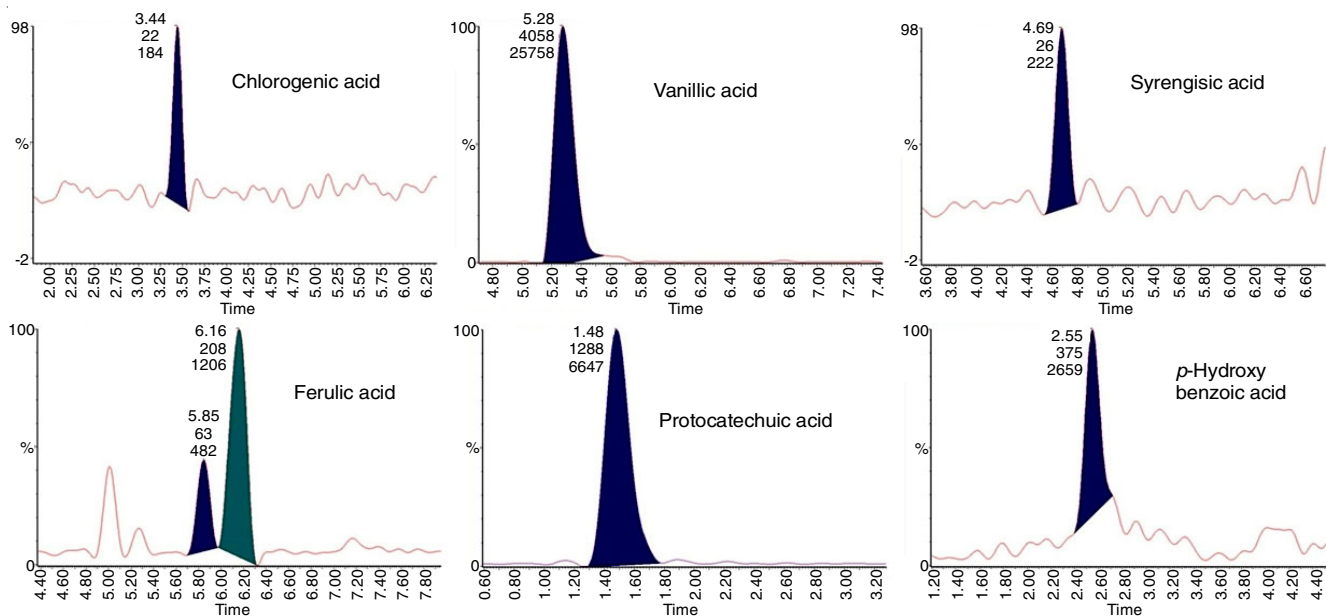 98
3.44
22
184
Chlorogenic acid
%
-2
2.00 2.25 2.50 2.75 3.00 3.25 3.50 3.75 4.00 4.25 4.50 4.75 5.00 5.25 5.50 5.75 6.00 6.25
Time
100
5.28
4058
25758
Vanillic acid
%
0
4.80 5.00 5.20 5.40 5.60 5.80 6.00 6.20 6.40 6.60 6.80 7.00 7.20 7.40
Time
98
4.69
26
222
Syrengisic acid
%
-2
3.60 3.80 4.00 4.20 4.40 4.60 4.80 5.00 5.20 5.40 5.60 5.80 6.00 6.20 6.40 6.60
Time
100
6.16
208
1206
Ferulic acid
5.85
63
482
%
0
4.40 4.60 4.80 5.00 5.20 5.40 5.60 5.80 6.00 6.20 6.40 6.60 6.80 7.00 7.20 7.40 7.60 7.80
Time
100
1.48
1288
6647
Protocatechuic acid
%
0
0.60 0.80 1.00 1.20 1.40 1.60 1.80 2.00 2.20 2.40 2.60 2.80 3.00 3.20
Time
100
2.55
375
2659
p-Hydroxy
benzoic acid
%
0
1.20 1.40 1.60 1.80 2.00 2.20 2.40 2.60 2.80 3.00 3.20 3.40 3.60 3.80 4.00 4.20 4.40
Time